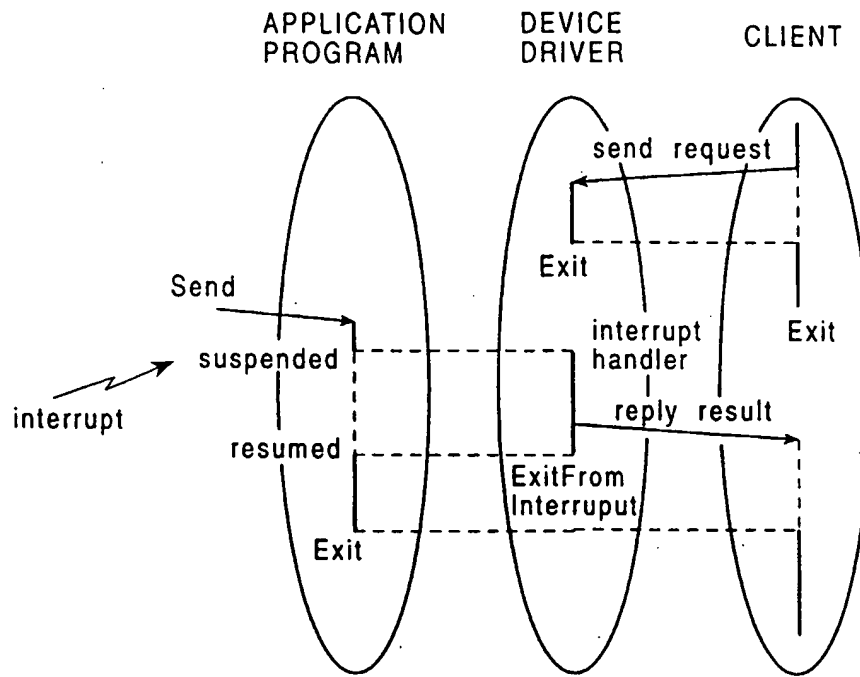 APPLICATION
PROGRAM
DEVICE
DRIVER
CLIENT
send request
Exit
Send
Exit
interrupt
handler
suspended
interrupt
reply result
resumed
ExitFrom
Interruput
Exit